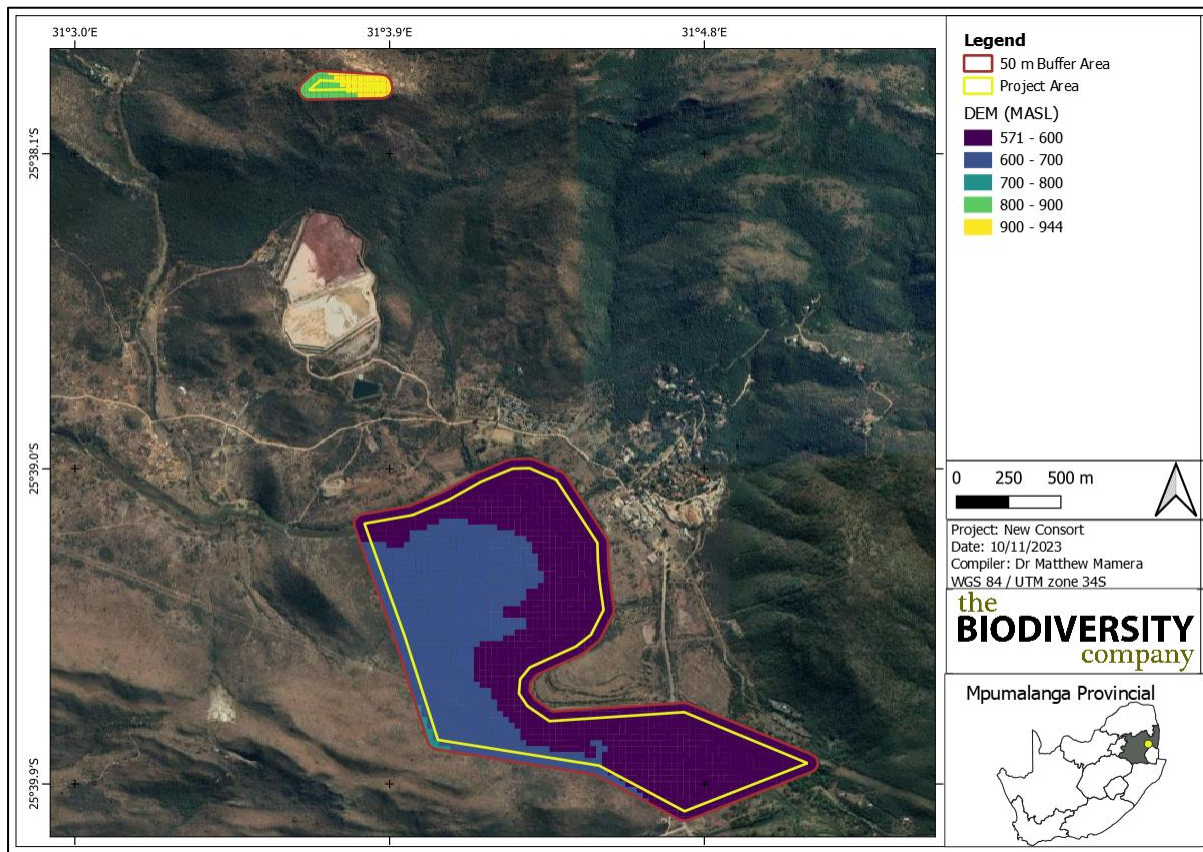 31°3.0'E
31°3.9'E
31°4.8'E
25°38.1'S
25°39.0'S
25°39.9'S
Legend
50 m Buffer Area
Project Area
DEM (MASL)
571 - 600
600 - 700
700 - 800
800 - 900
900 - 944
0 250 500 m
Project: New Consort
Date: 10/11/2023
Compiler: Dr Matthew Mamera
WGS 84 / UTM zone 34S
the
BIODIVERSITY
company
Mpumalanga Provincial